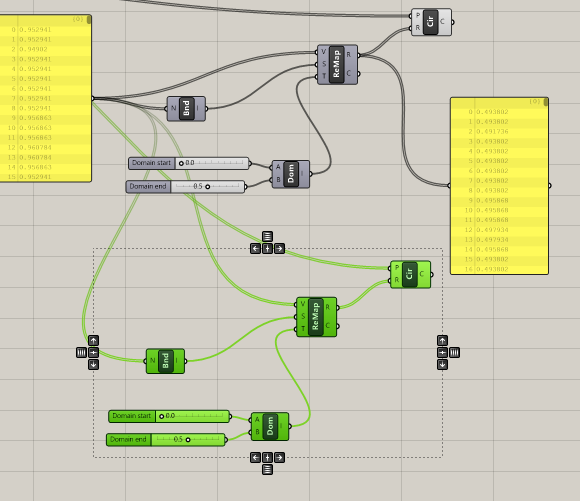 {0}
0 0.952941
1 0.952941
2 0.94902
3 0.952941
4 0.952941
5 0.952941
6 0.952941
7 0.952941
8 0.952941
9 0.956863
10 0.956863
11 0.956863
12 0.960784
13 0.960784
14 0.956863
15 0.952941
P
R
Cir
C
V
S
T
ReMap
R
C
N
Bnd
I
Domain start
0.0
Domain end
0.5
A
B
Dom
I
{0}
0 0.493802
1 0.493802
2 0.491736
3 0.493802
4 0.493802
5 0.493802
6 0.493802
7 0.493802
8 0.493802
9 0.495868
10 0.495868
11 0.495868
12 0.497934
13 0.497934
14 0.495868
15 0.493802
16 0.493802
P
R
Cir
C
V
S
T
ReMap
R
C
N
Bnd
I
Domain start
0.0
Domain end
0.5
A
B
Dom
I